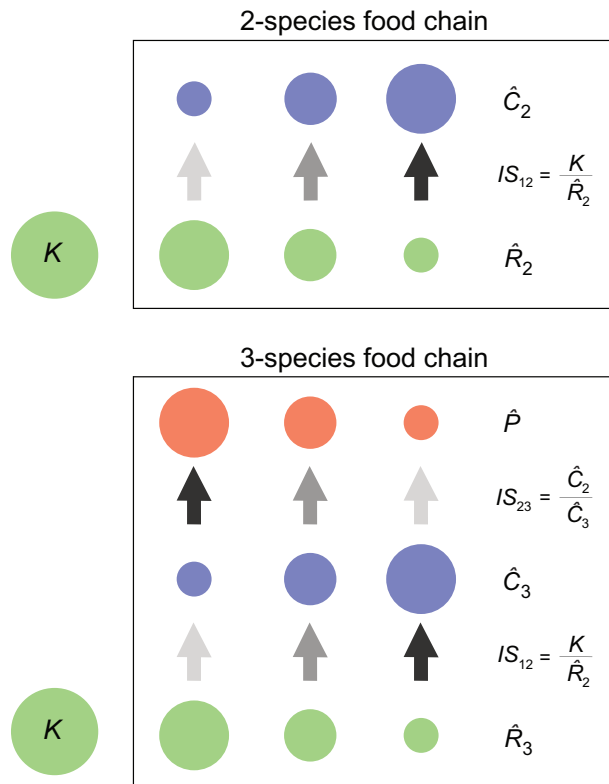 2-species food chain
Ĉ₂
IS₁₂ = K / R̂₂
K
R̂₂
3-species food chain
P̂
IS₂₃ = Ĉ₂ / Ĉ₃
Ĉ₃
IS₁₂ = K / R̂₂
K
R̂₃